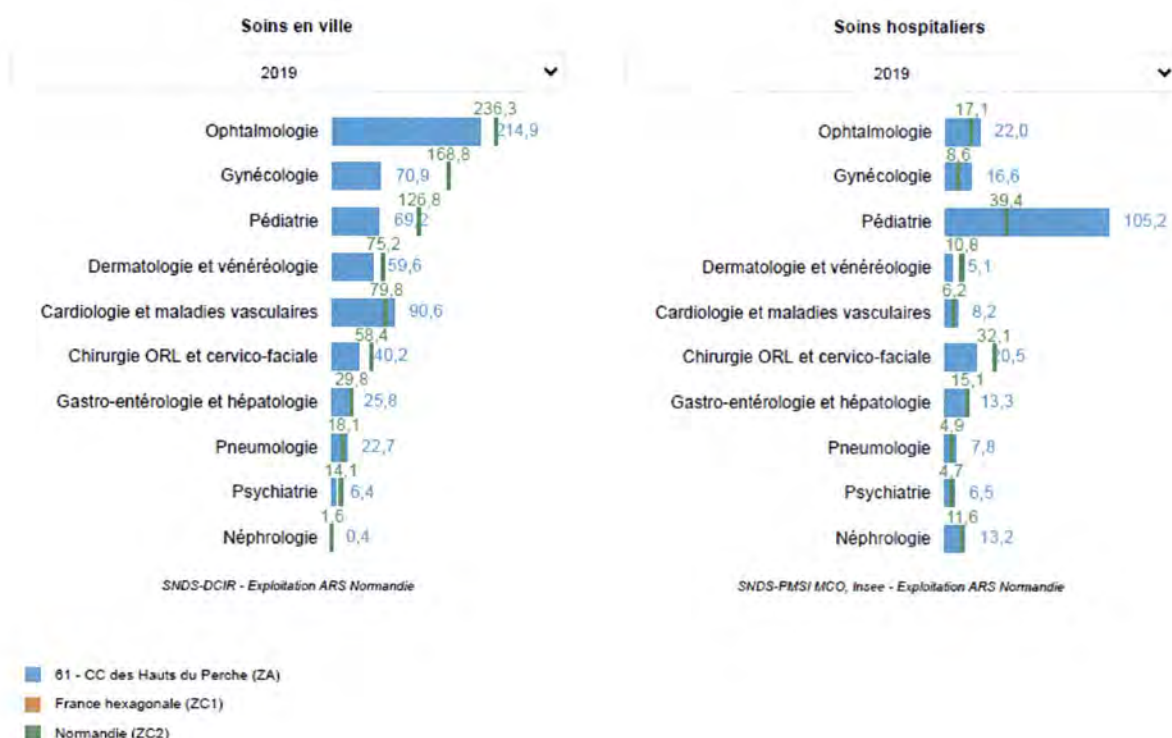 Soins en ville
2019
236,3
Ophtalmologie 214,9
168,8
Gynécologie 70,9
126,8
Pédiatrie 69,2
75,2
Dermatologie et vénéréologie 59,6
79,8
Cardiologie et maladies vasculaires 90,6
58,4
Chirurgie ORL et cervico-faciale 40,2
29,8
Gastro-entérologie et hépatologie 25,8
18,1
Pneumologie 22,7
14,1
Psychiatrie 6,4
1,6
Néphrologie 0,4
SNDS-DCIR - Exploitation ARS Normandie
Soins hospitaliers
2019
17,1
Ophtalmologie 22,0
8,6
Gynécologie 16,6
39,4
Pédiatrie 105,2
10,8
Dermatologie et vénéréologie 5,1
6,2
Cardiologie et maladies vasculaires 8,2
32,1
Chirurgie ORL et cervico-faciale 20,5
15,1
Gastro-entérologie et hépatologie 13,3
4,9
Pneumologie 7,8
4,7
Psychiatrie 6,5
11,6
Néphrologie 13,2
SNDS-PMSI MCO, Insee - Exploitation ARS Normandie
61 - CC des Hauts du Perche (ZA)
France hexagonale (ZC1)
Normandie (ZC2)